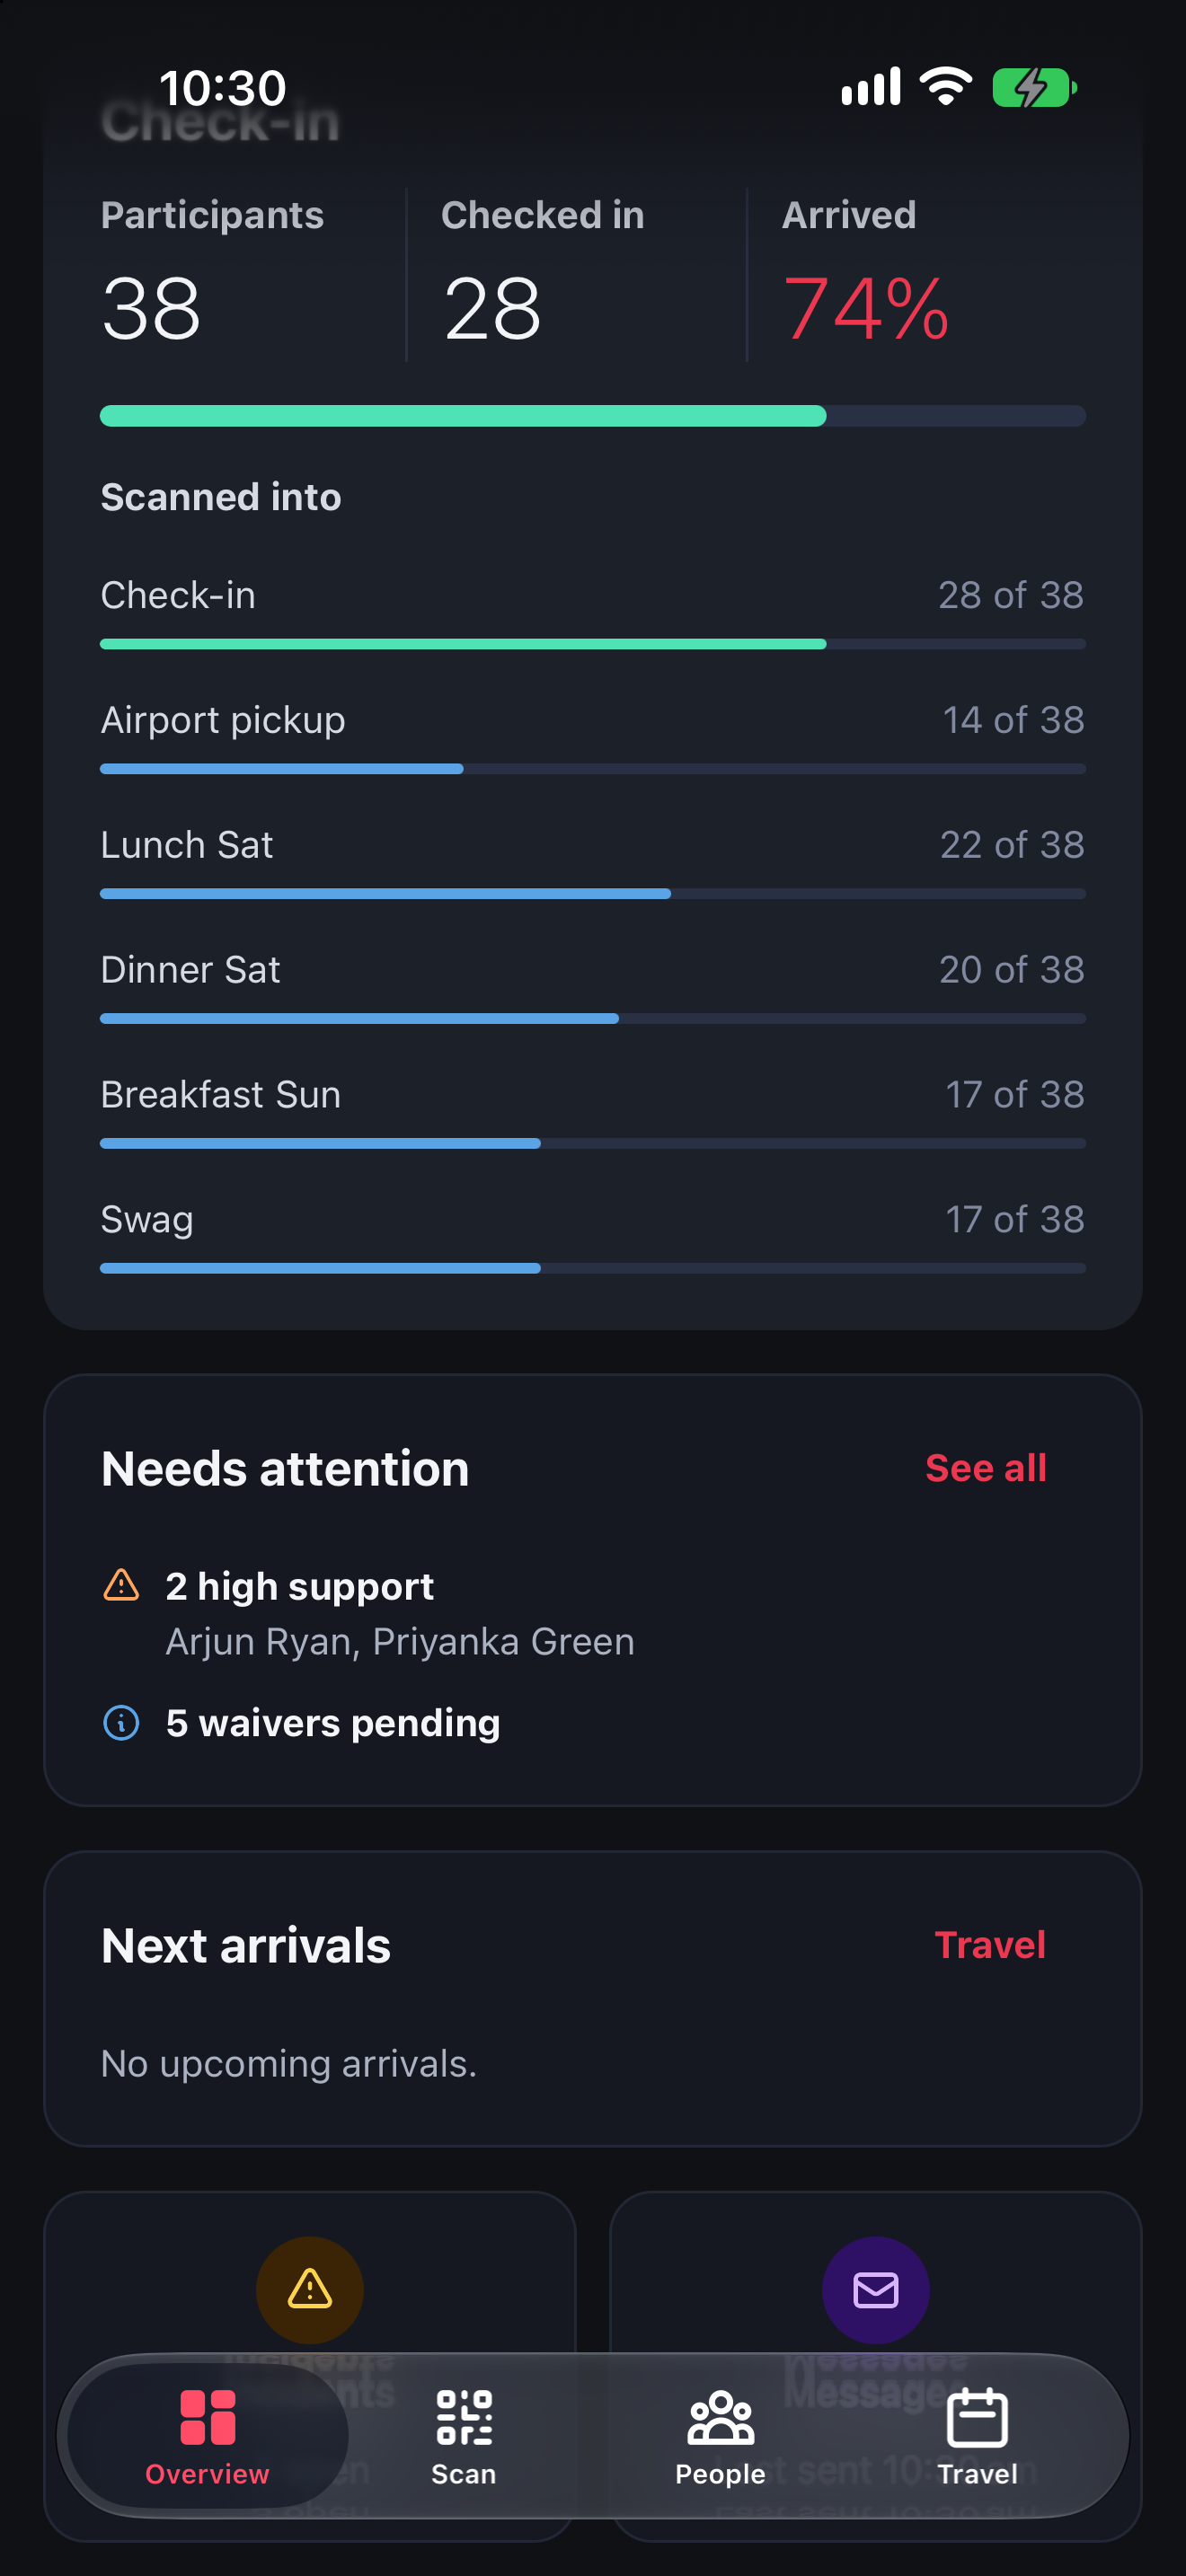 10:30
Check-in
Participants
Checked in
Arrived
38
28
74%
Scanned into
Check-in
28 of 38
Airport pickup
14 of 38
Lunch Sat
22 of 38
Dinner Sat
20 of 38
Breakfast Sun
17 of 38
Swag
17 of 38
Needs attention
See all
2 high support
Arjun Ryan, Priyanka Green
5 waivers pending
Next arrivals
Travel
No upcoming arrivals.
Messages
Overview
Scan
People
Travel